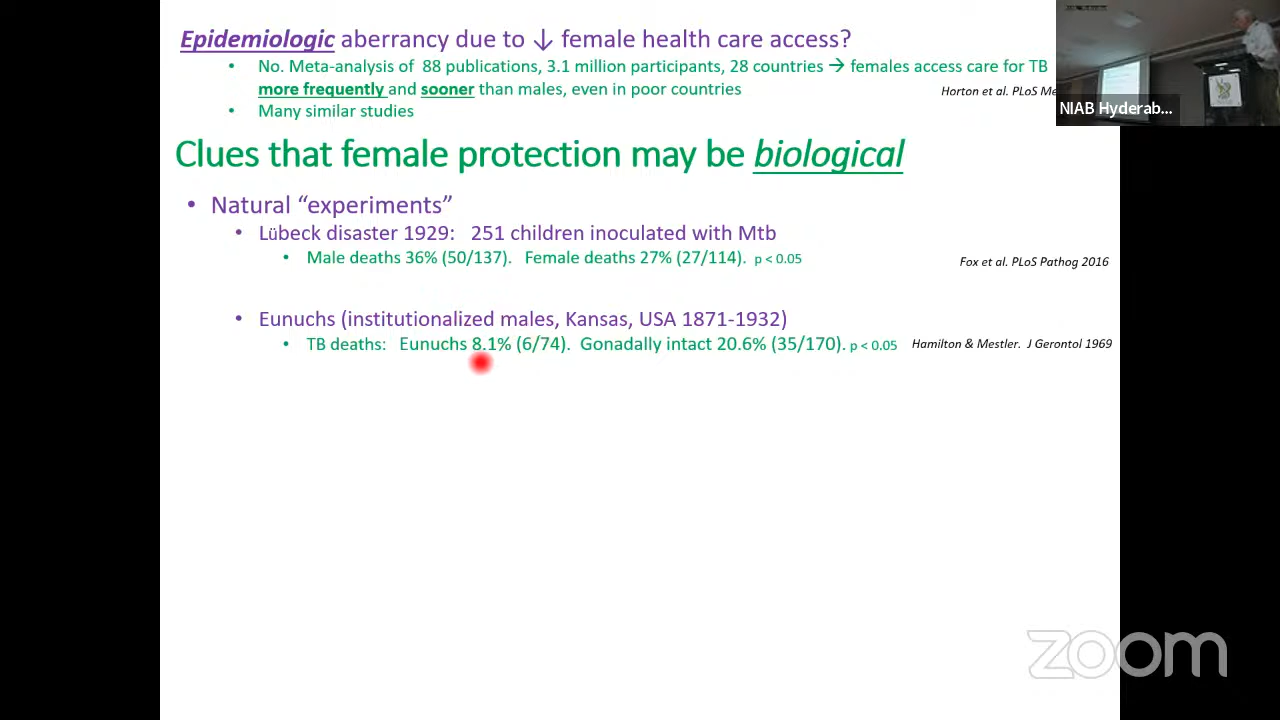 Epidemiologic aberrancy due to ↓ female health care access?
• No. Meta-analysis of 88 publications, 3.1 million participants, 28 countries → females access care for TB
more frequently and sooner than males, even in poor countries
Horton et al. PLoS Me
• Many similar studies
NIAB Hyderab...
Clues that female protection may be biological
• Natural “experiments”
• Lübeck disaster 1929: 251 children inoculated with Mtb
• Male deaths 36% (50/137). Female deaths 27% (27/114). p < 0.05
Fox et al. PLoS Pathog 2016
• Eunuchs (institutionalized males, Kansas, USA 1871-1932)
• TB deaths: Eunuchs 8.1% (6/74). Gonadally intact 20.6% (35/170). p < 0.05
Hamilton & Mestler. J Gerontol 1969
zoom